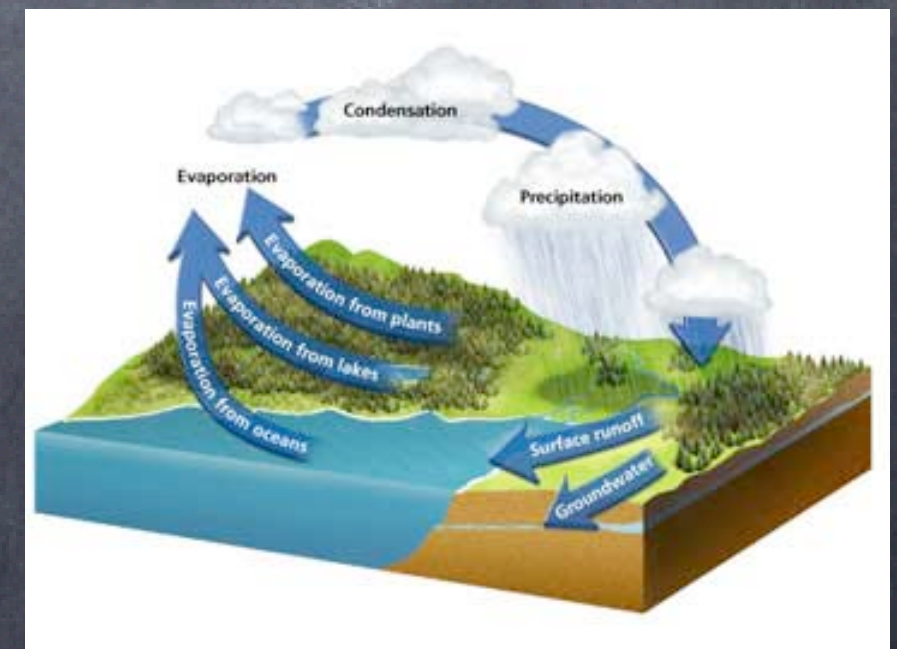 Condensation
Evaporation
Precipitation
Evaporation from plants
Evaporation from lakes
Evaporation from oceans
Surface runoff
Groundwater